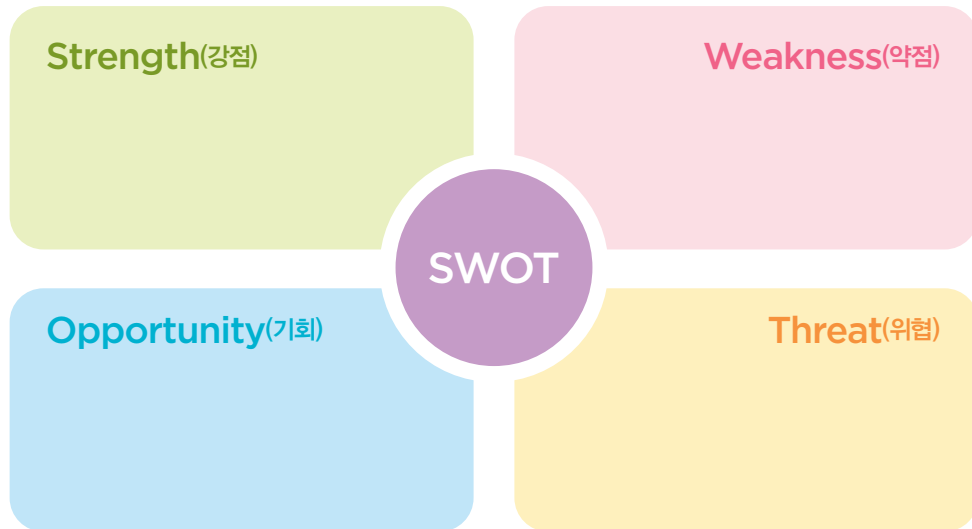 Strength(강점)
Weakness(약점)
SWOT
Opportunity(기회)
Threat(위협)